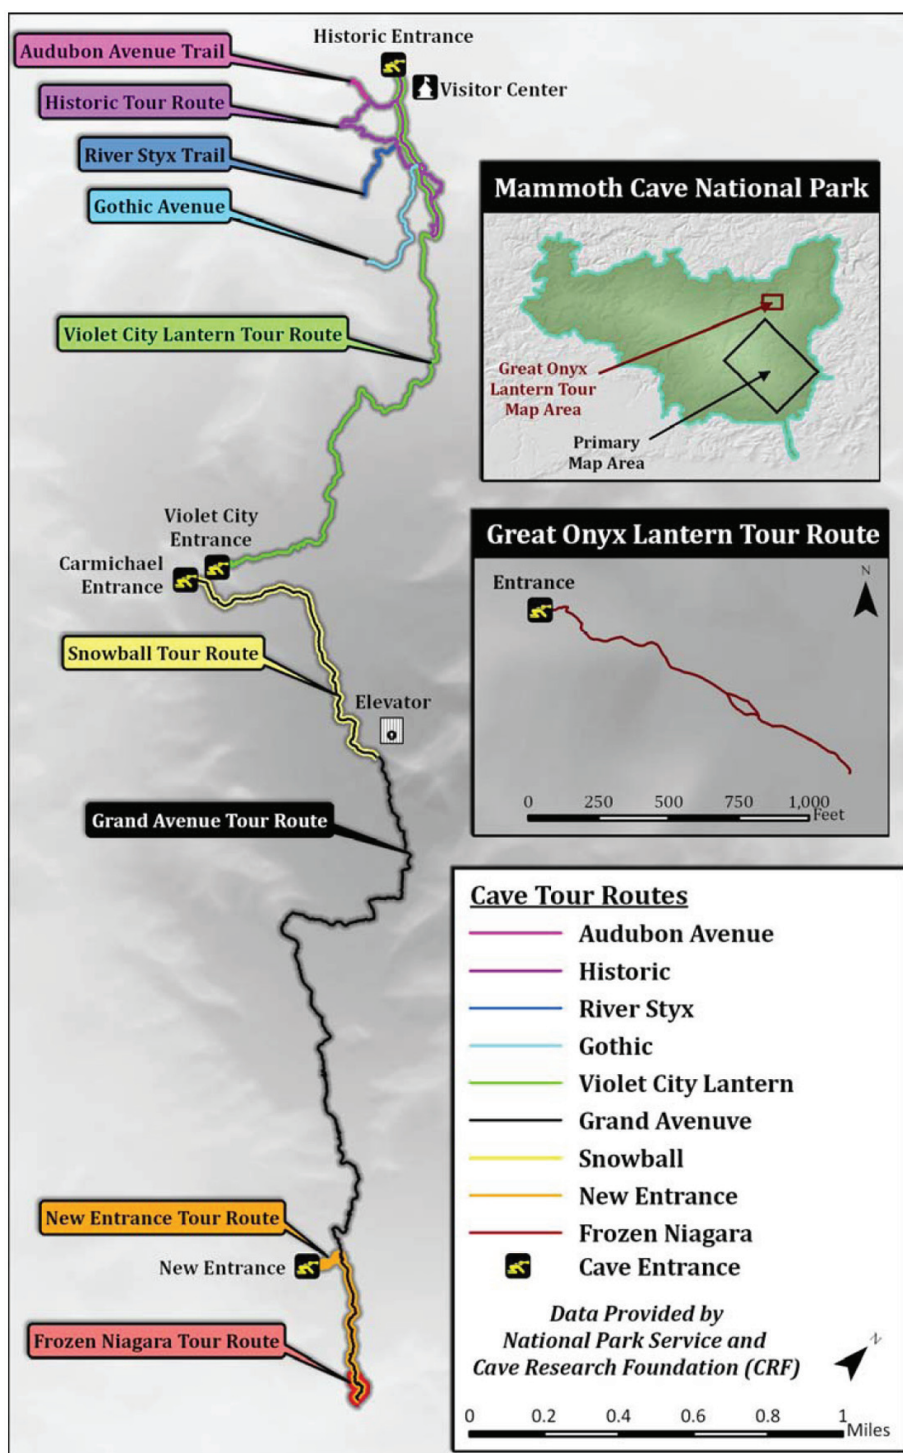 Historic Entrance
Audubon Avenue Trail
Visitor Center
Historic Tour Route
River Styx Trail
Gothic Avenue
Violet City Lantern Tour Route
Violet City
Entrance
Carmichael
Entrance
Snowball Tour Route
Elevator
Grand Avenue Tour Route
New Entrance Tour Route
New Entrance
Frozen Niagara Tour Route
Mammoth Cave National Park
Great Onyx
Lantern Tour
Map Area
Primary
Map Area
Great Onyx Lantern Tour Route
Entrance
N
0 250 500 750 1,000
Feet
Cave Tour Routes
Audubon Avenue
Historic
River Styx
Gothic
Violet City Lantern
Grand Avenuve
Snowball
New Entrance
Frozen Niagara
Cave Entrance
Data Provided by
National Park Service and
Cave Research Foundation (CRF)
N
0 0.2 0.4 0.6 0.8 1
Miles